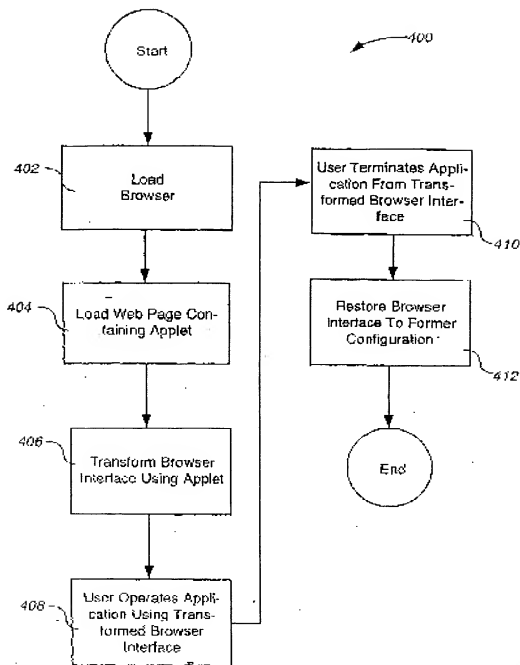 Start
400
402
Load
Browser
404
Load Web Page Con-
taining Applet
406
Transform Browser
Interface Using Applet
408
User Operates Appli-
cation Using Trans-
formed Browser
Interface
User Terminates Appli-
cation From Trans-
formed Browser Inter-
face
410
Restore Browser
Interface To Former
Configuration
412
End